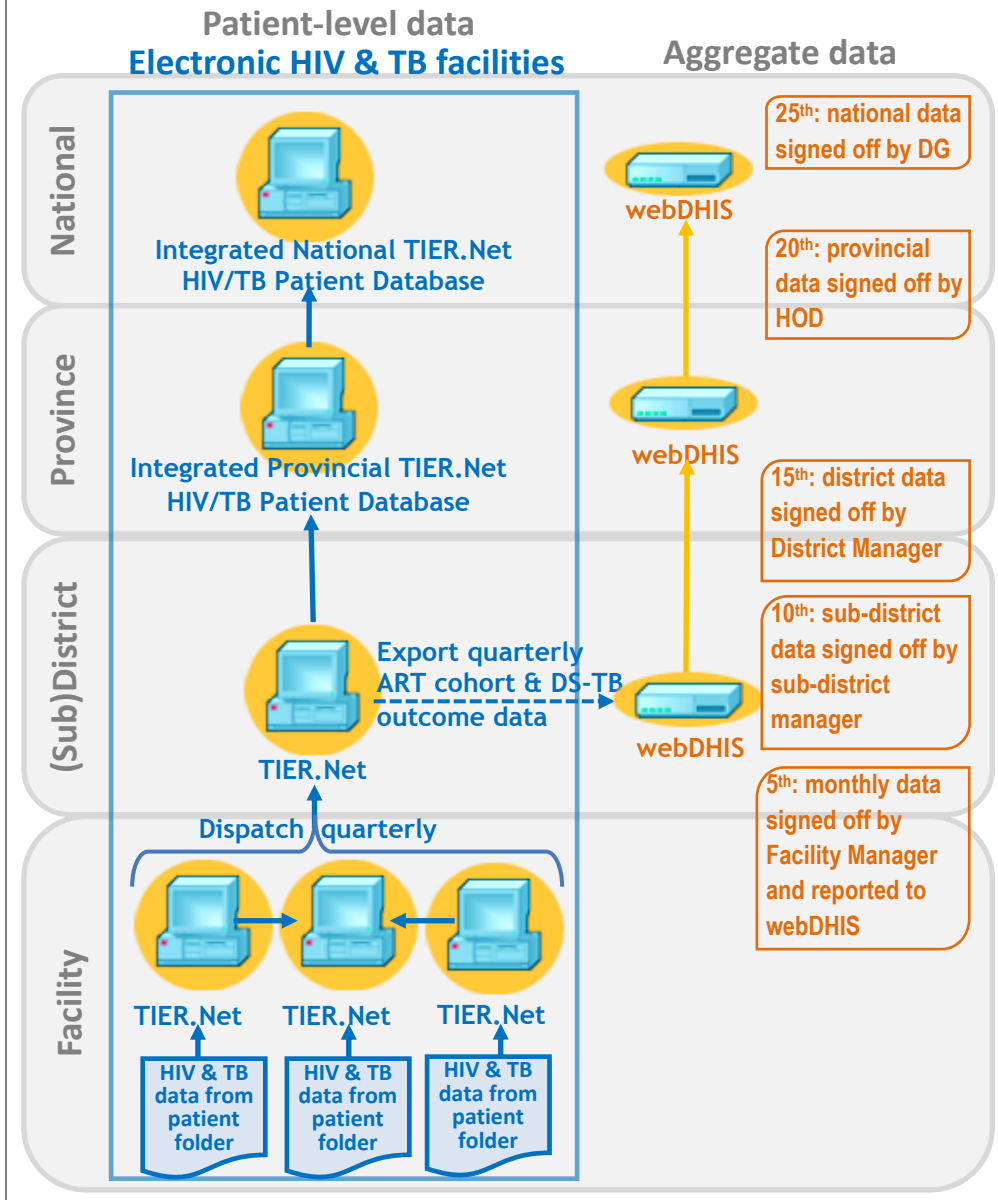 Patient-level data
Electronic HIV & TB facilities
Aggregate data
National
Integrated National TIER.Net
HIV/TB Patient Database
webDHIS
25th: national data
signed off by DG
20th: provincial
data signed off by
HOD
Province
Integrated Provincial TIER.Net
HIV/TB Patient Database
webDHIS
15th: district data
signed off by
District Manager
(Sub)District
TIER.Net
Export quarterly
ART cohort & DS-TB
outcome data
webDHIS
10th: sub-district
data signed off by
sub-district
manager
5th: monthly data
signed off by
Facility Manager
and reported to
webDHIS
Facility
Dispatch quarterly
TIER.Net
TIER.Net
TIER.Net
HIV & TB
data from
patient
folder
HIV & TB
data from
patient
folder
HIV & TB
data from
patient
folder